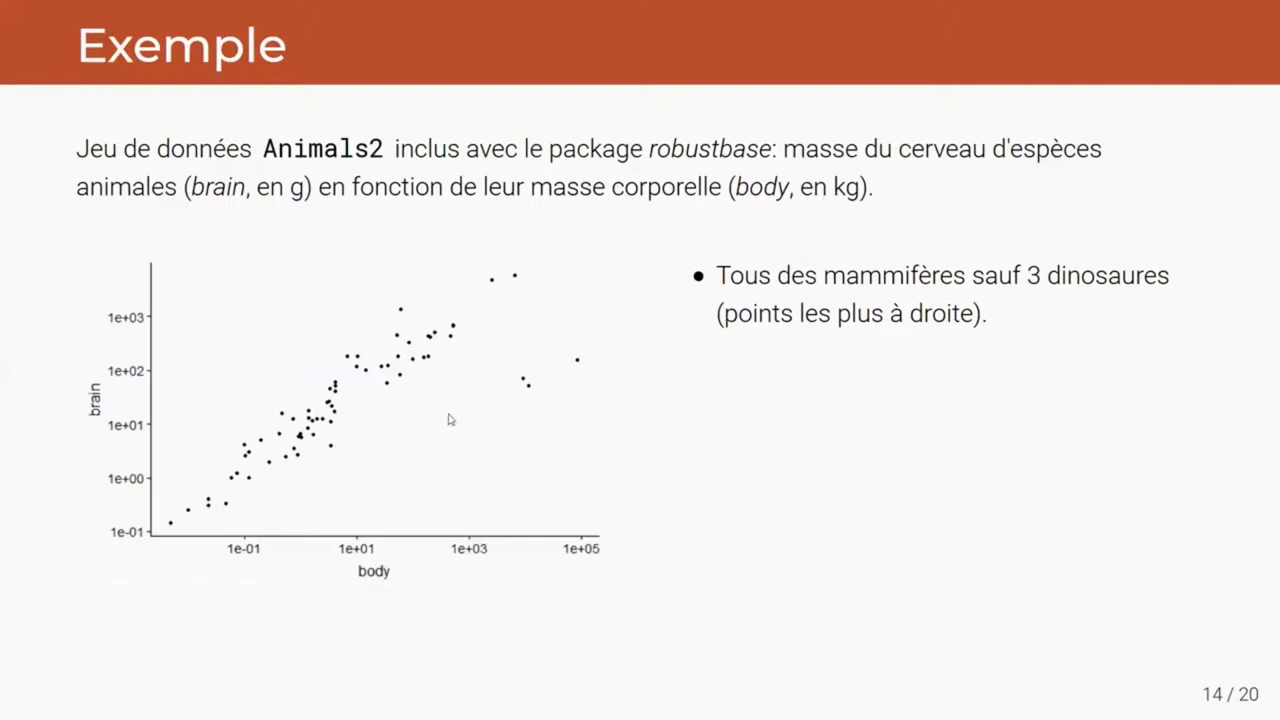 Exemple
Jeu de données Animals2 inclus avec le package robustbase: masse du cerveau d'espèces
animales (brain, en g) en fonction de leur masse corporelle (body, en kg).
● Tous des mammifères sauf 3 dinosaures
(points les plus à droite).
1e+03
1e+02
1e+01
1e+00
1e-01
brain
1e-01 1e+01 1e+03 1e+05
body
14 / 20